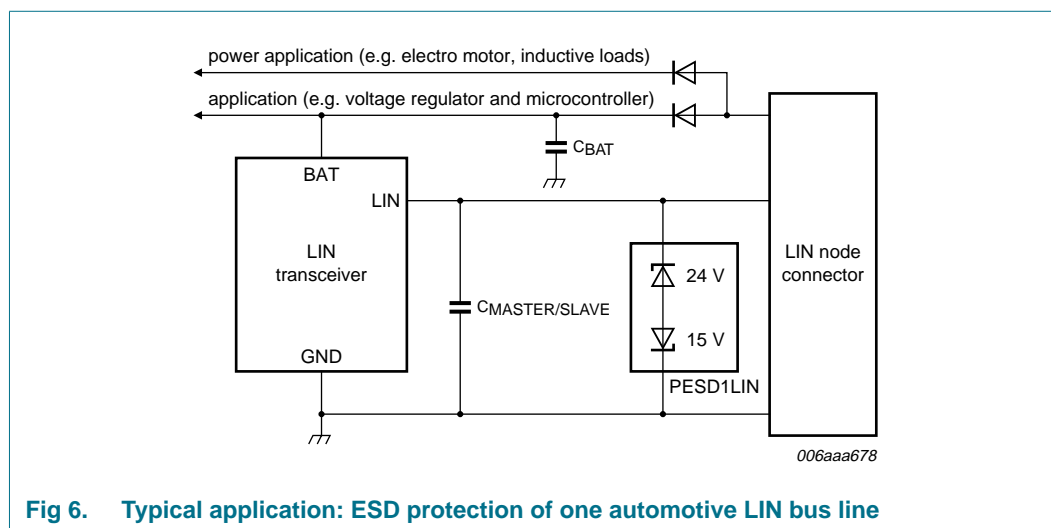 power application (e.g. electro motor, inductive loads)
application (e.g. voltage regulator and microcontroller)
CBAT
BAT
LIN
LIN
transceiver
LIN node
connector
24 V
CMASTER/SLAVE
15 V
GND
PESD1LIN
006aaa678
Fig 6. Typical application: ESD protection of one automotive LIN bus line